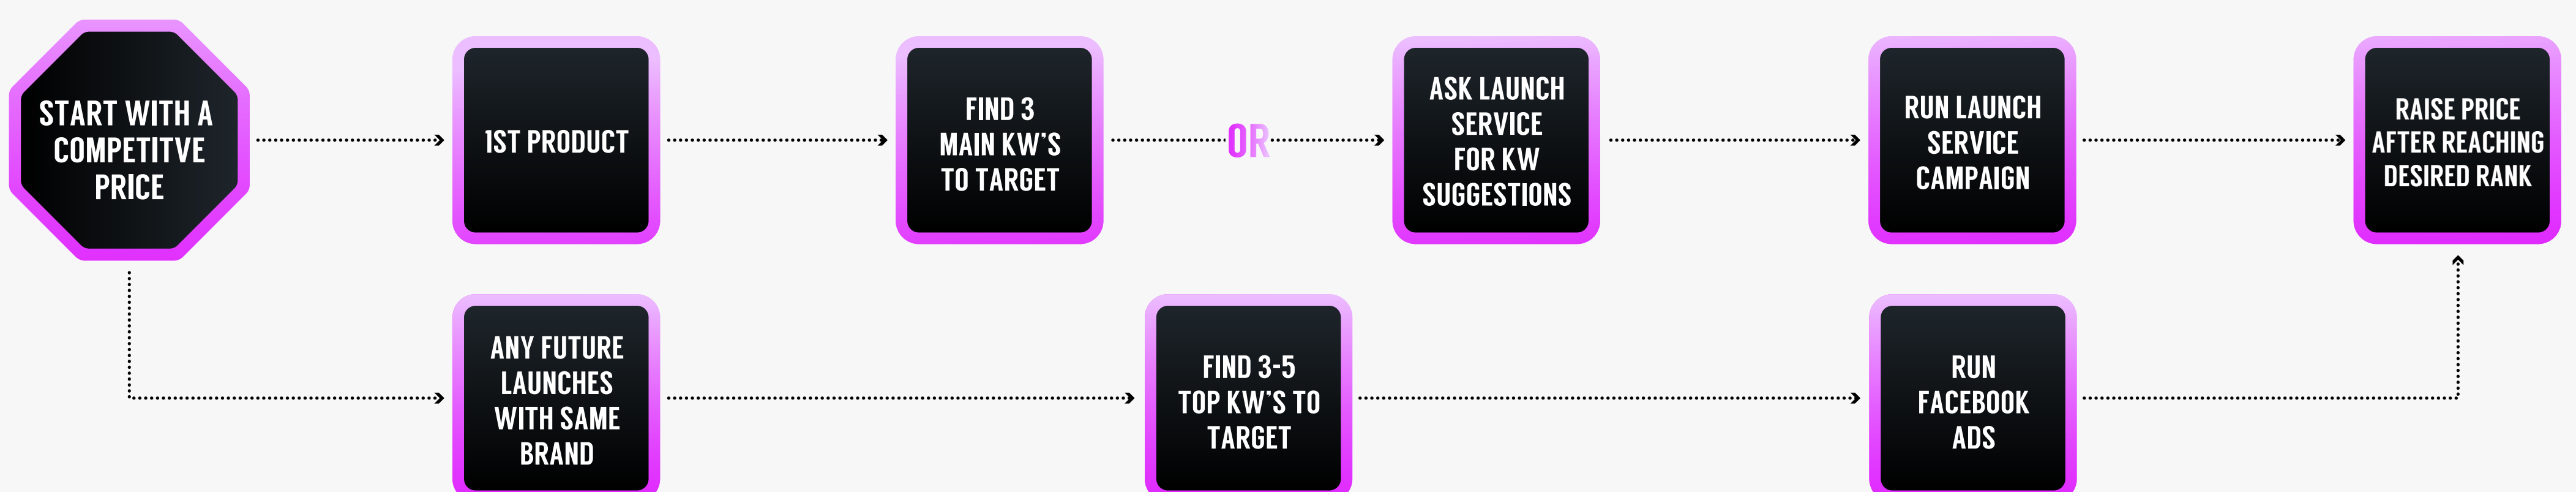 START WITH A
COMPETITVE
PRICE
1ST PRODUCT
FIND 3
MAIN KW'S
TO TARGET
OR
ASK LAUNCH
SERVICE
FOR KW
SUGGESTIONS
RUN LAUNCH
SERVICE
CAMPAIGN
RAISE PRICE
AFTER REACHING
DESIRED RANK
ANY FUTURE
LAUNCHES
WITH SAME
BRAND
FIND 3-5
TOP KW'S TO
TARGET
RUN
FACEBOOK
ADS